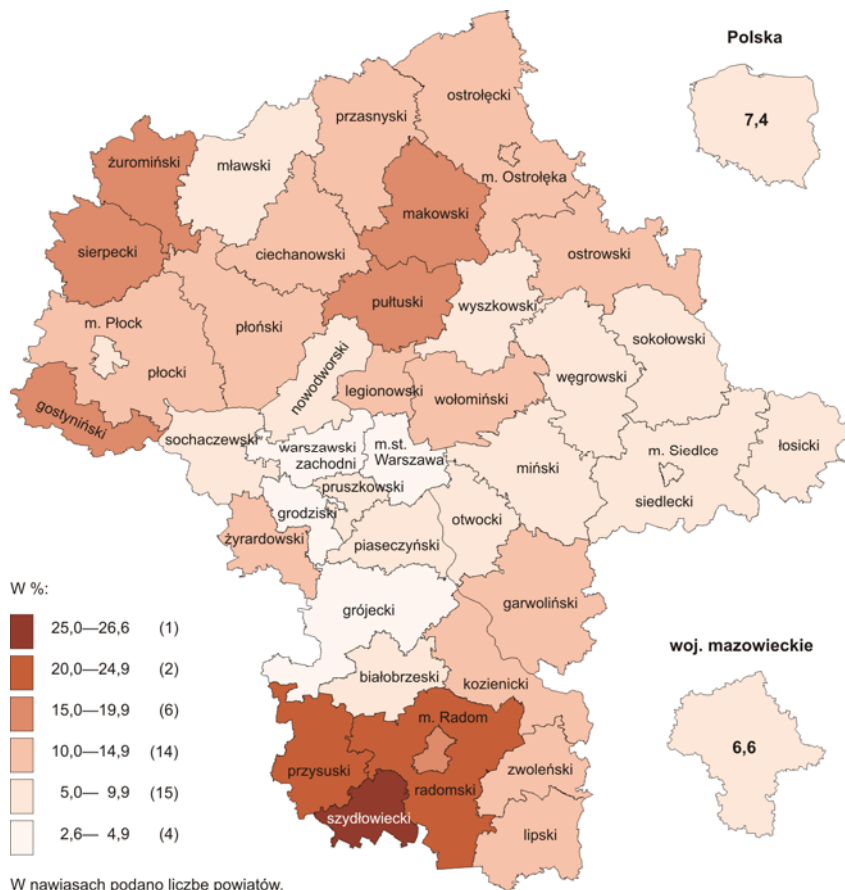 Polska
7,4
ostrołęcki
przasnyski
żuromiński
mławski
m. Ostrołęka
makowski
sierpecki
ciechanowski
ostrowski
pułtuski
wyszkowski
m. Płock
płoński
sokołowski
nowodworski
węgrowski
płocki
legionowski
wołomiński
gostyniński
sochaczewski
warszawski
zachodni
m.st.
Warszawa
m. Siedlce
łosicki
miński
pruszkowski
siedlecki
grodziski
otwocki
żyrardowski
piaseczyński
W %:
25,0—26,6 (1)
20,0—24,9 (2)
15,0—19,9 (6)
10,0—14,9 (14)
5,0— 9,9 (15)
2,6— 4,9 (4)
grójecki
garwoliński
woj. mazowieckie
6,6
białobrzeski
kozienicki
m. Radom
przysuski
zwoleński
radomski
szydłowiecki
lipski
W nawiasach podano liczbę powiatów.